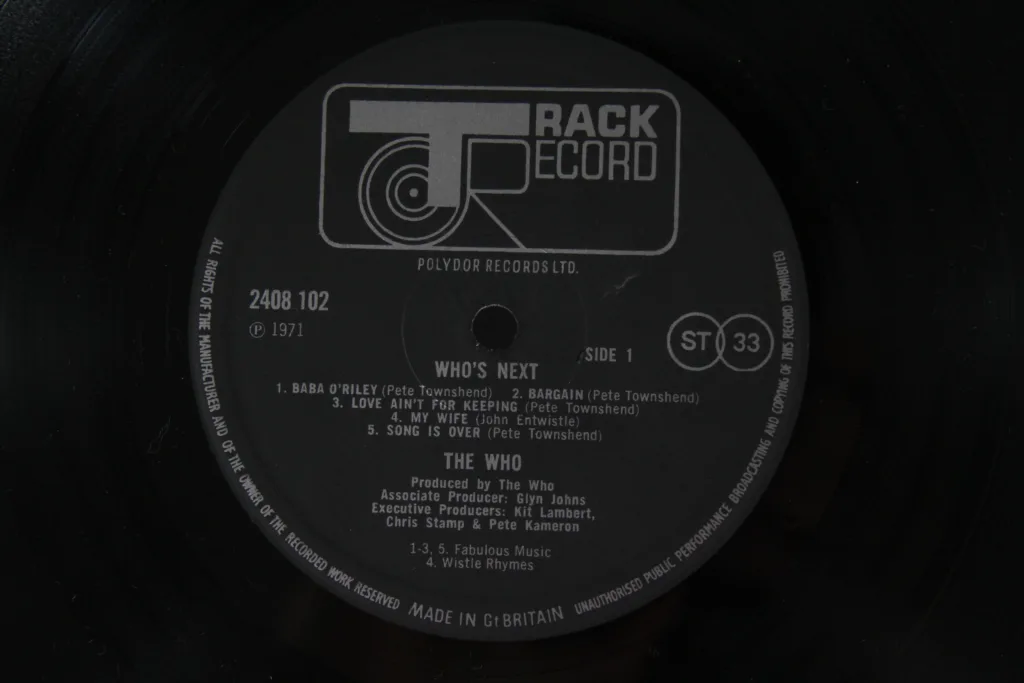 TRACK
RECORD
POLYDOR RECORDS LTD.
2408 102
Ⓟ 1971
SIDE 1
ST 33
WHO'S NEXT
1. BABA O'RILEY (Pete Townshend) 2. BARGAIN (Pete Townshend)
3. LOVE AIN'T FOR KEEPING (Pete Townshend)
4. MY WIFE (John Entwistle)
5. SONG IS OVER (Pete Townshend)
THE WHO
Produced by The Who
Associate Producer: Glyn Johns
Executive Producers: Kit Lambert,
Chris Stamp & Pete Kameron
1-3, 5. Fabulous Music
4. Wistle Rhymes
ALL RIGHTS OF THE MANUFACTURER AND OF THE OWNER OF THE RECORDED WORK RESERVED
MADE IN Gt BRITAIN
UNAUTHORISED PUBLIC PERFORMANCE BROADCASTING AND COPYING OF THIS RECORD PROHIBITED